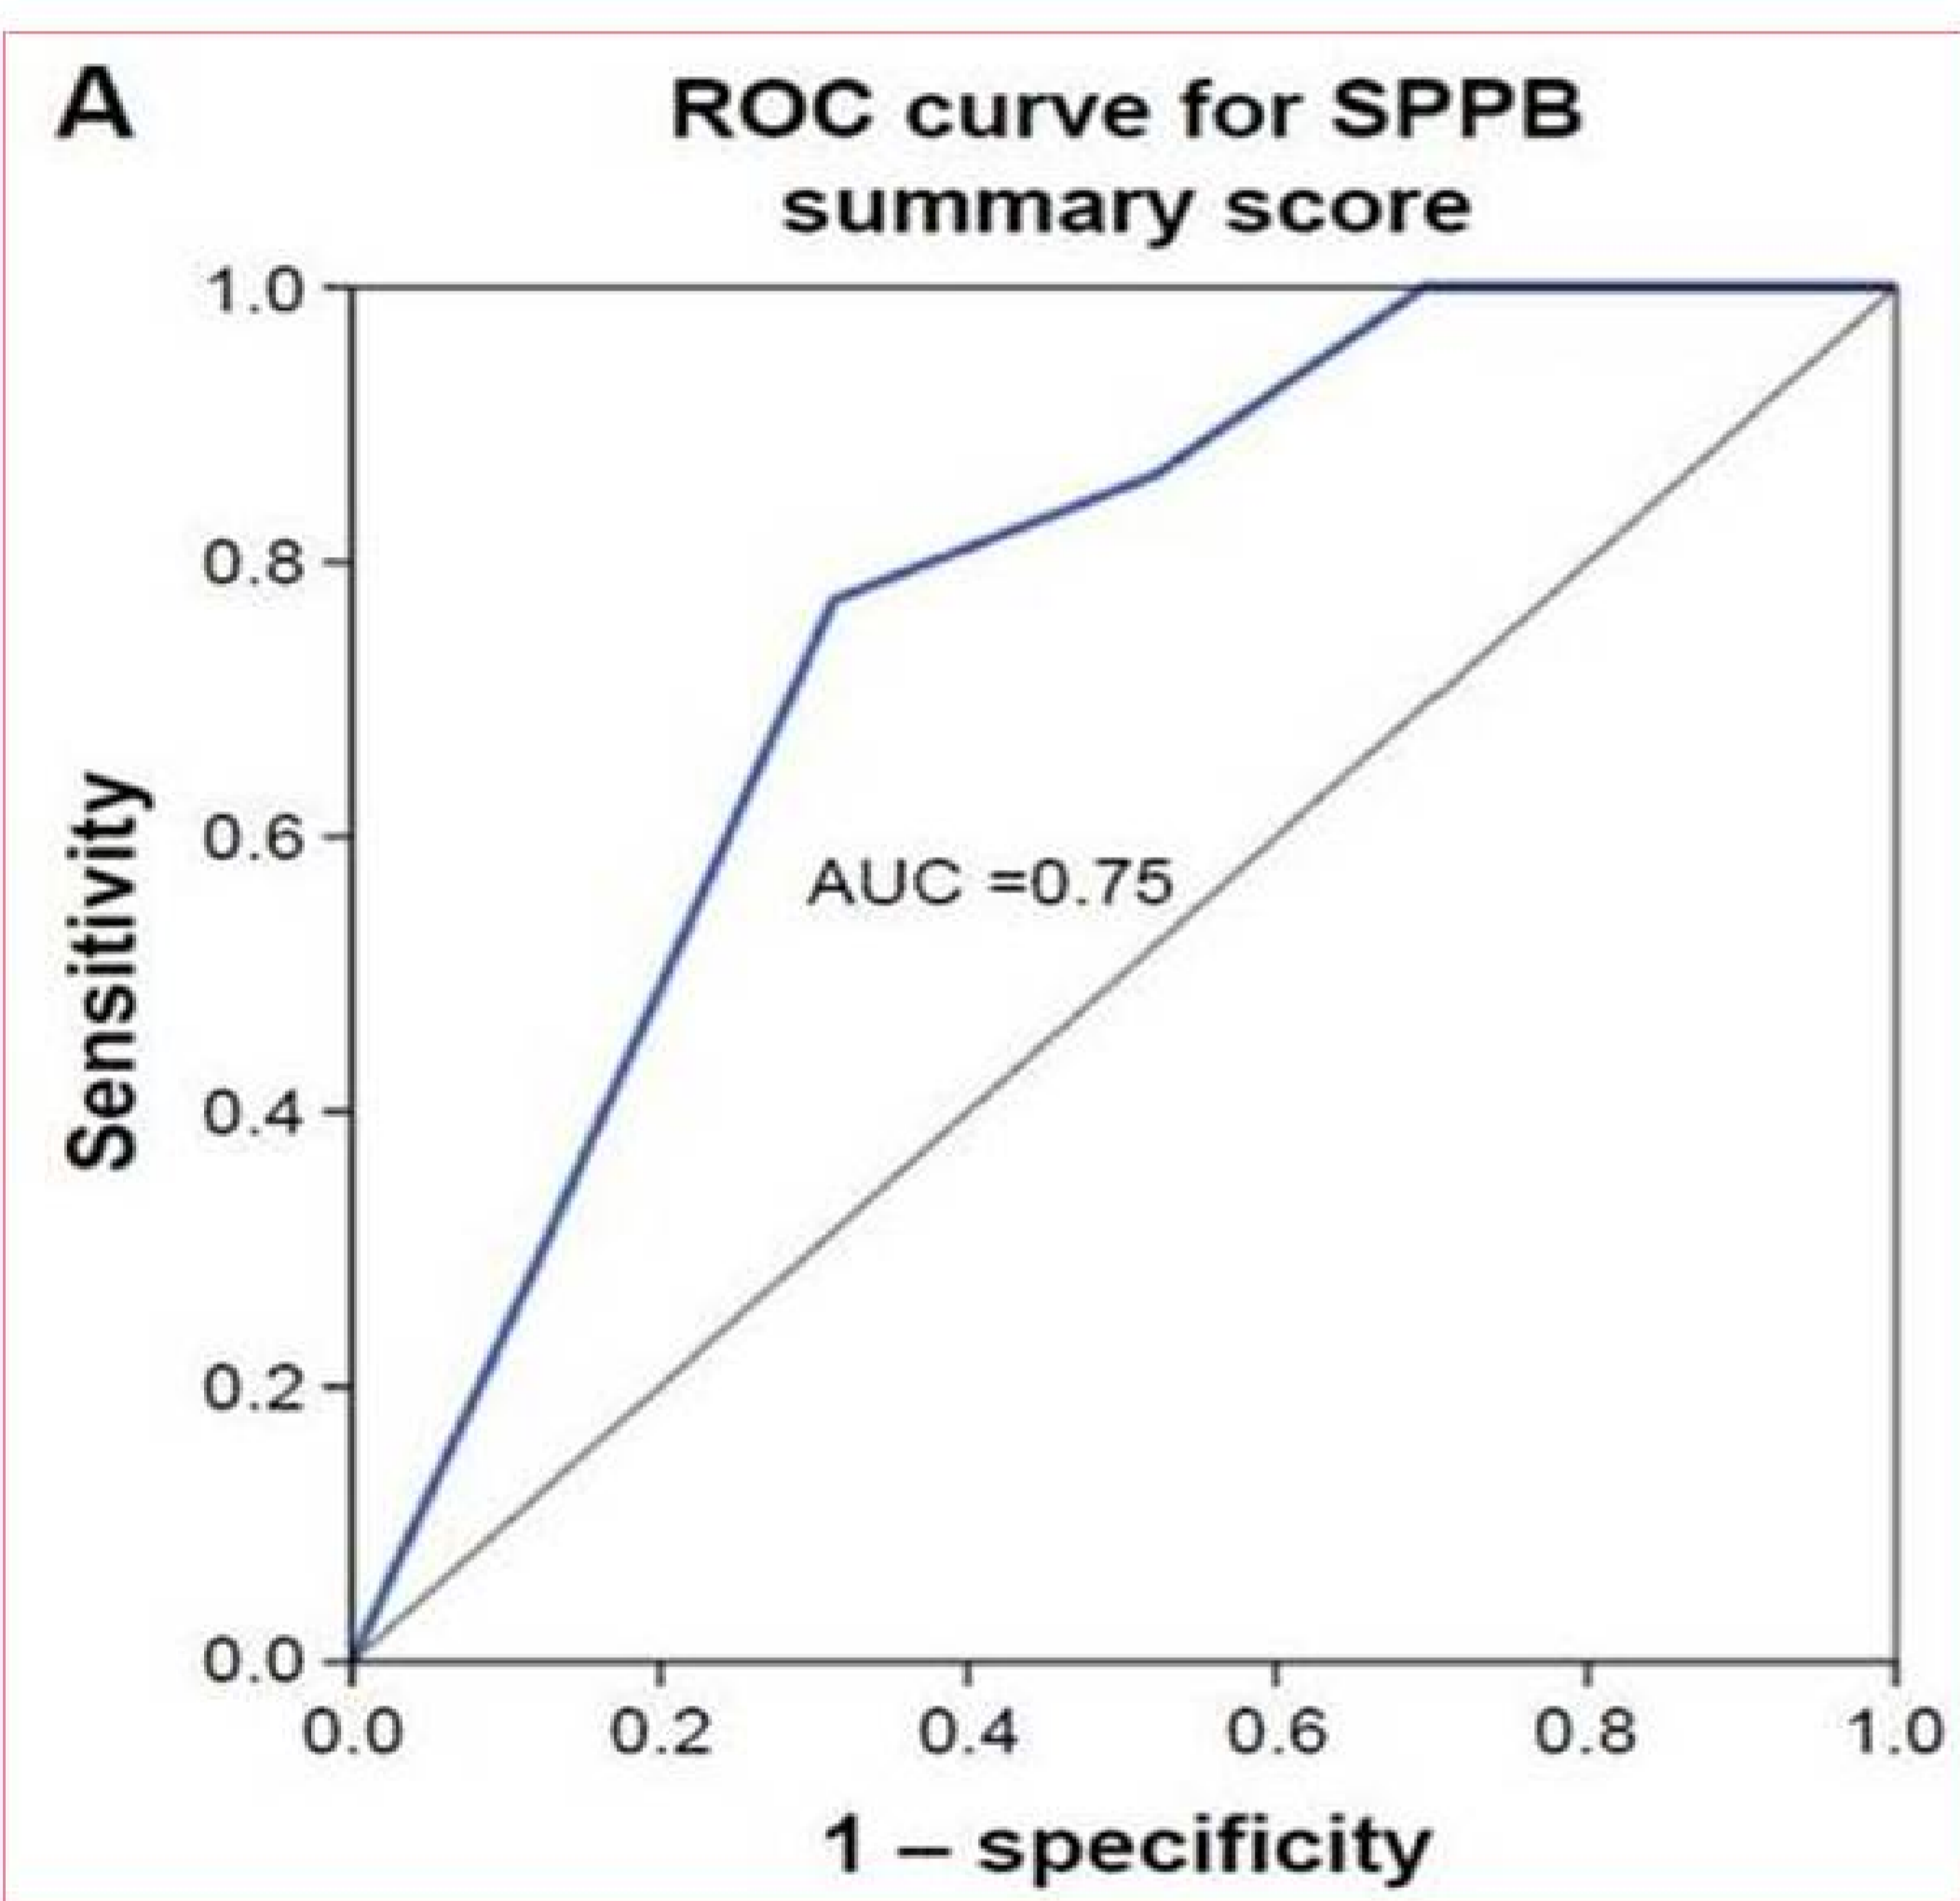 A
ROC curve for SPPB
summary score
1.0
0.8
0.6
0.4
0.2
0.0
Sensitivity
AUC =0.75
0.0 0.2 0.4 0.6 0.8 1.0
1 – specificity